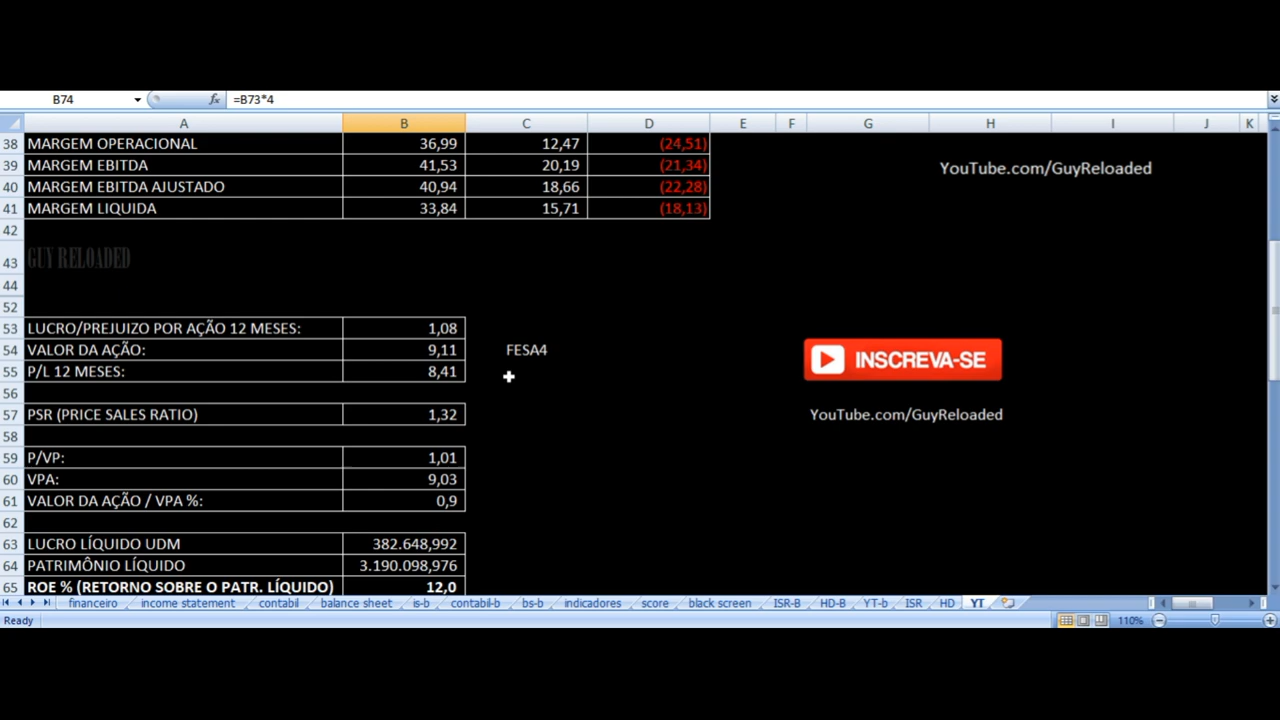 B74 fx =B73*4
A B C D E F G H I J K
38 MARGEM OPERACIONAL 36,99 12,47 (24,51)
39 MARGEM EBITDA 41,53 20,19 (21,34) YouTube.com/GuyReloaded
40 MARGEM EBITDA AJUSTADO 40,94 18,66 (22,28)
41 MARGEM LIQUIDA 33,84 15,71 (18,13)
42
43 GUY RELOADED
44
52
53 LUCRO/PREJUIZO POR AÇÃO 12 MESES: 1,08
54 VALOR DA AÇÃO: 9,11 FESA4 INSCREVA-SE
55 P/L 12 MESES: 8,41
56
57 PSR (PRICE SALES RATIO) 1,32 YouTube.com/GuyReloaded
58
59 P/VP: 1,01
60 VPA: 9,03
61 VALOR DA AÇÃO / VPA %: 0,9
62
63 LUCRO LÍQUIDO UDM 382.648,992
64 PATRIMÔNIO LÍQUIDO 3.190.098,976
65 ROE % (RETORNO SOBRE O PATR. LÍQUIDO) 12,0
financeiro income statement contabil balance sheet is-b contabil-b bs-b indicadores score black screen ISR-B HD-B YT-b ISR HD YT
Ready 110%